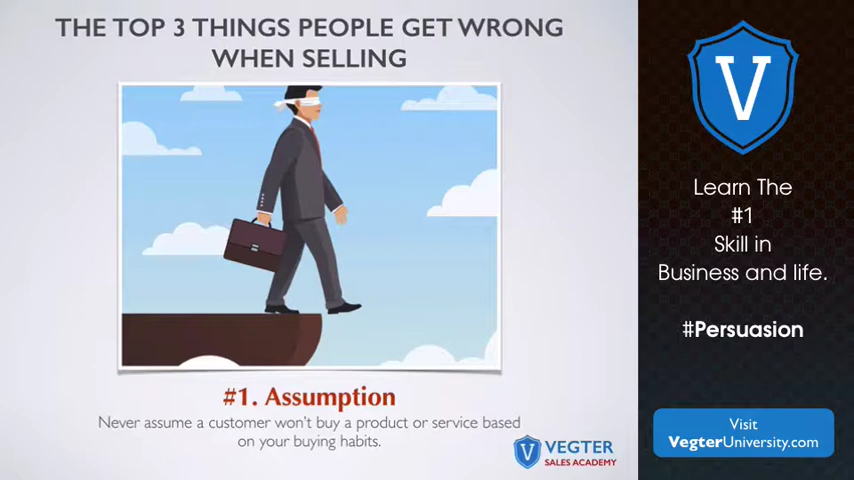 THE TOP 3 THINGS PEOPLE GET WRONG
WHEN SELLING
#1. Assumption
Never assume a customer won't buy a product or service based
on your buying habits.
V
VEGTER
SALES ACADEMY
V
Learn The
#1
Skill in
Business and life.
#Persuasion
Visit
VegterUniversity.com